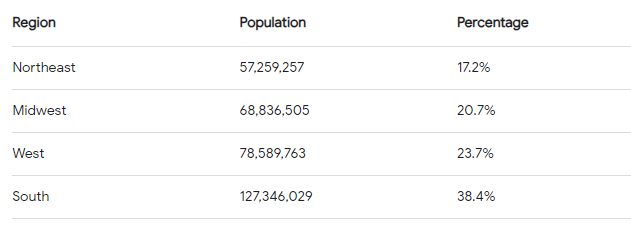 Region Population Percentage
Northeast 57,259,257 17.2%
Midwest 68,836,505 20.7%
West 78,589,763 23.7%
South 127,346,029 38.4%